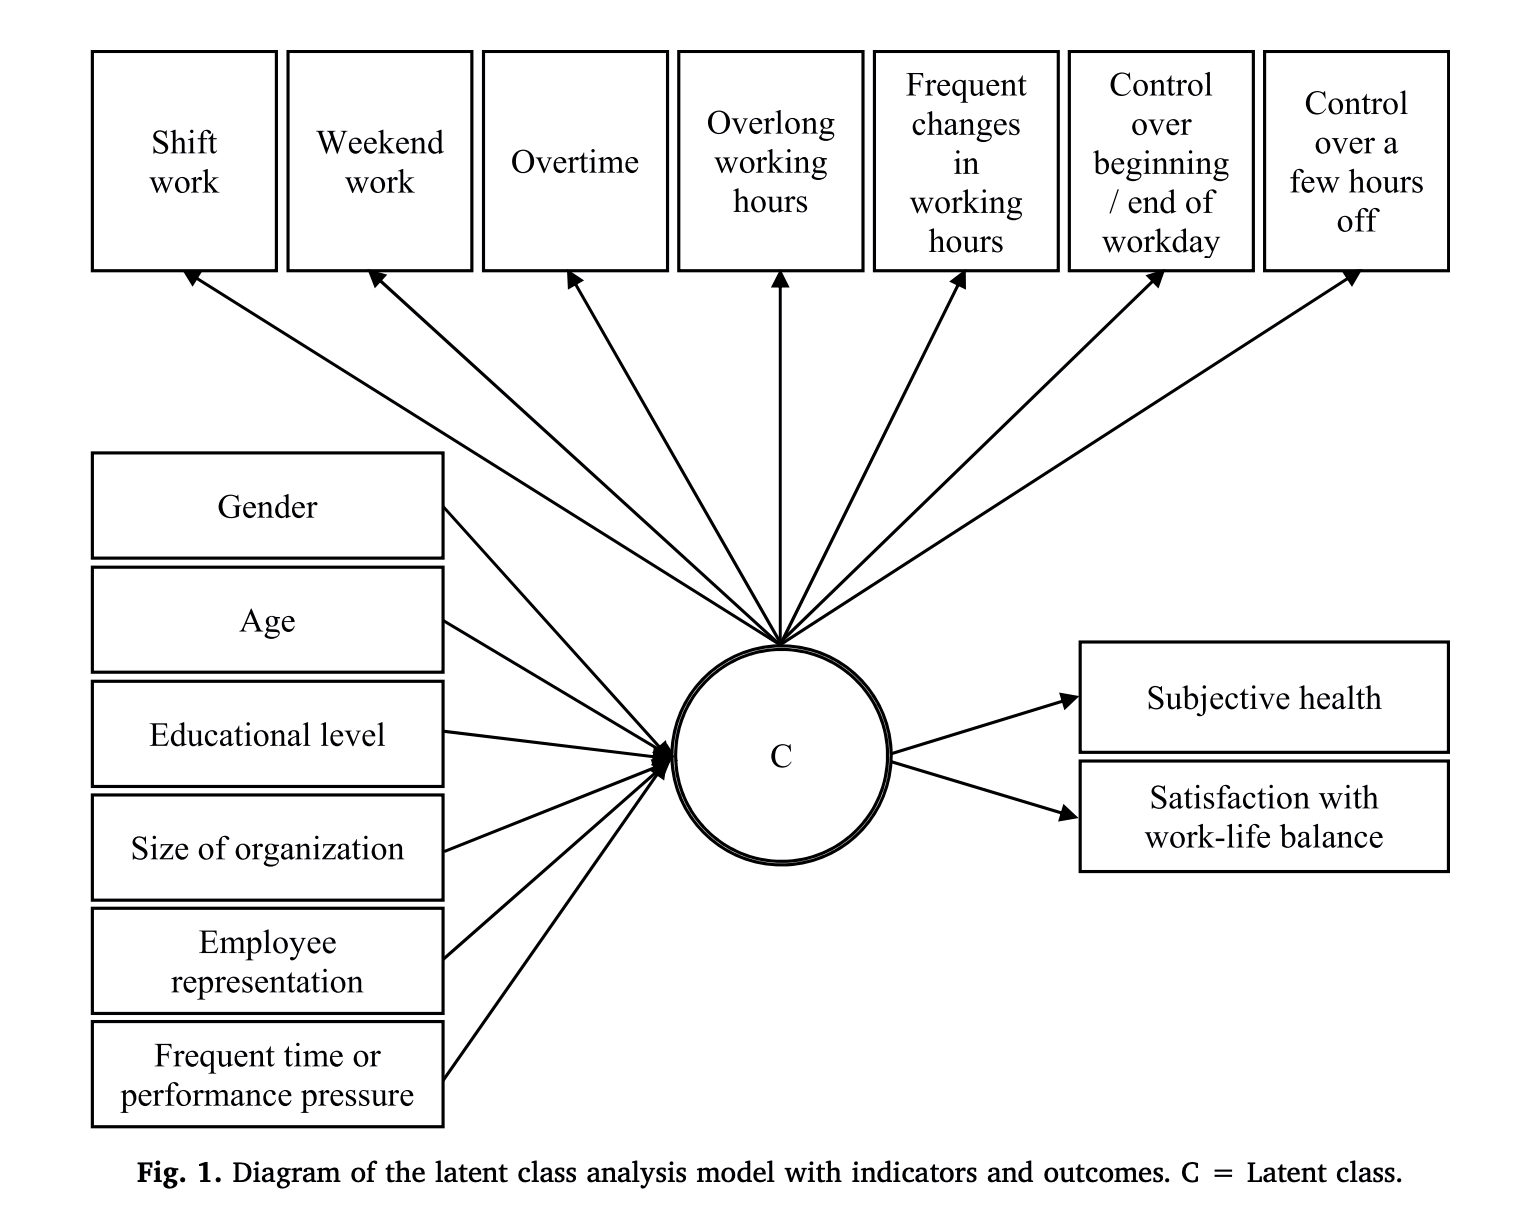 Shift
work
Weekend
work
Overtime
Overlong
working
hours
Frequent
changes
in
working
hours
Control
over
beginning
/ end of
workday
Control
over a
few hours
off
Gender
Age
Educational level
Size of organization
Employee
representation
Frequent time or
performance pressure
C
Subjective health
Satisfaction with
work-life balance
Fig. 1. Diagram of the latent class analysis model with indicators and outcomes. C = Latent class.